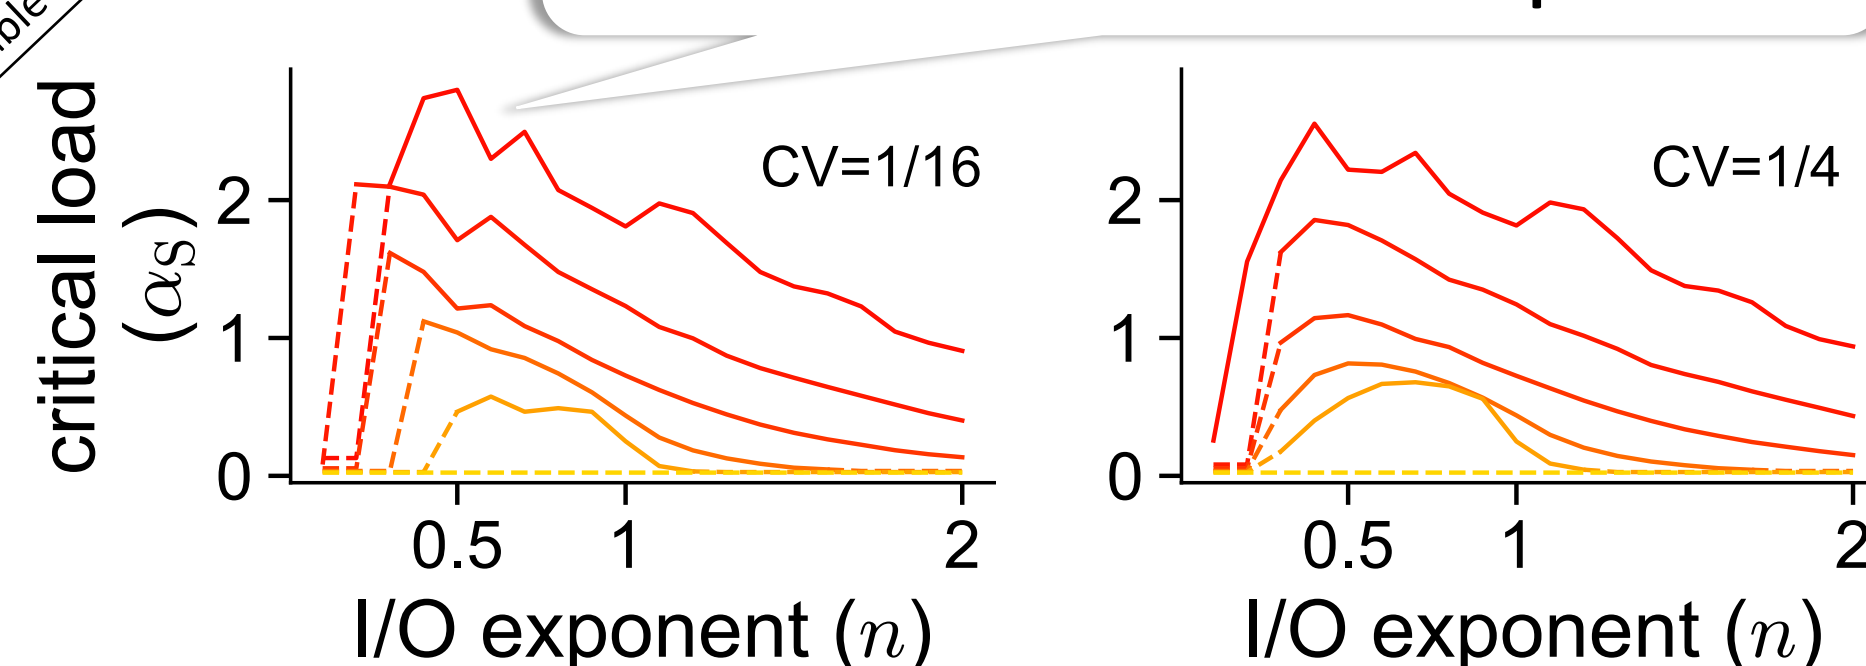 critical load
(αS)
CV=1/16
2
1
0
0.5
1
2
I/O exponent (n)
CV=1/4
2
1
0
0.5
1
2
I/O exponent (n)